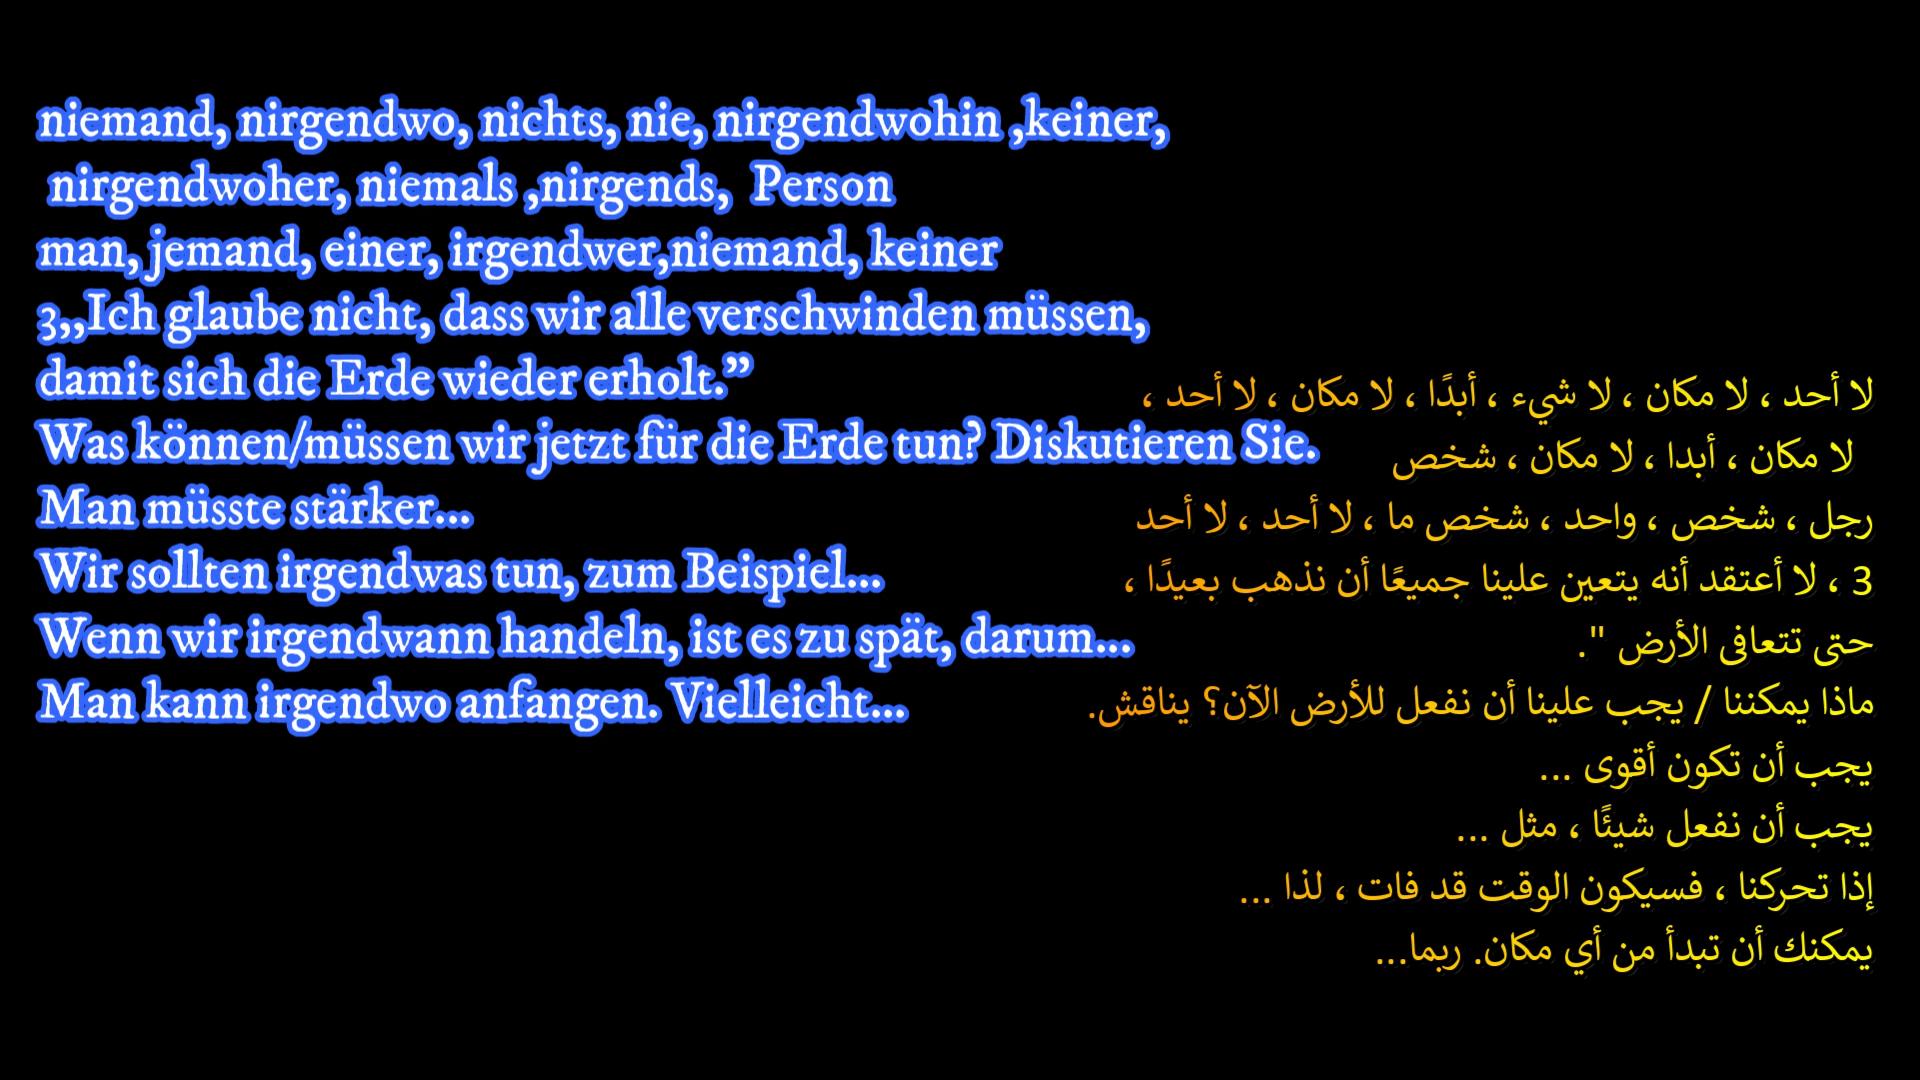 niemand, nirgendwo, nichts, nie, nirgendwohin ,keiner,
nirgendwoher, niemals ,nirgends, Person
man, jemand, einer, irgendwer,niemand, keiner
3,,Ich glaube nicht, dass wir alle verschwinden müssen,
damit sich die Erde wieder erholt.”
Was können/müssen wir jetzt für die Erde tun? Diskutieren Sie.
Man müsste stärker...
Wir sollten irgendwas tun, zum Beispiel...
Wenn wir irgendwann handeln, ist es zu spät, darum...
Man kann irgendwo anfangen. Vielleicht...
لا أحد ، لا مكان ، لا شيء ، أبدًا ، لا مكان ، لا أحد ،
لا مكان ، أبدا ، لا مكان ، شخص
رجل ، شخص ، واحد ، شخص ما ، لا أحد ، لا أحد
3 ، لا أعتقد أنه يتعين علينا جميعًا أن نذهب بعيدًا ،
حتى تتعافى الأرض ".
ماذا يمكننا / يجب علينا أن نفعل للأرض الآن؟ يناقش.
يجب أن تكون أقوى ...
يجب أن نفعل شيئًا ، مثل ...
إذا تحركنا ، فسيكون الوقت قد فات ، لذا ...
يمكنك أن تبدأ من أي مكان. ربما...